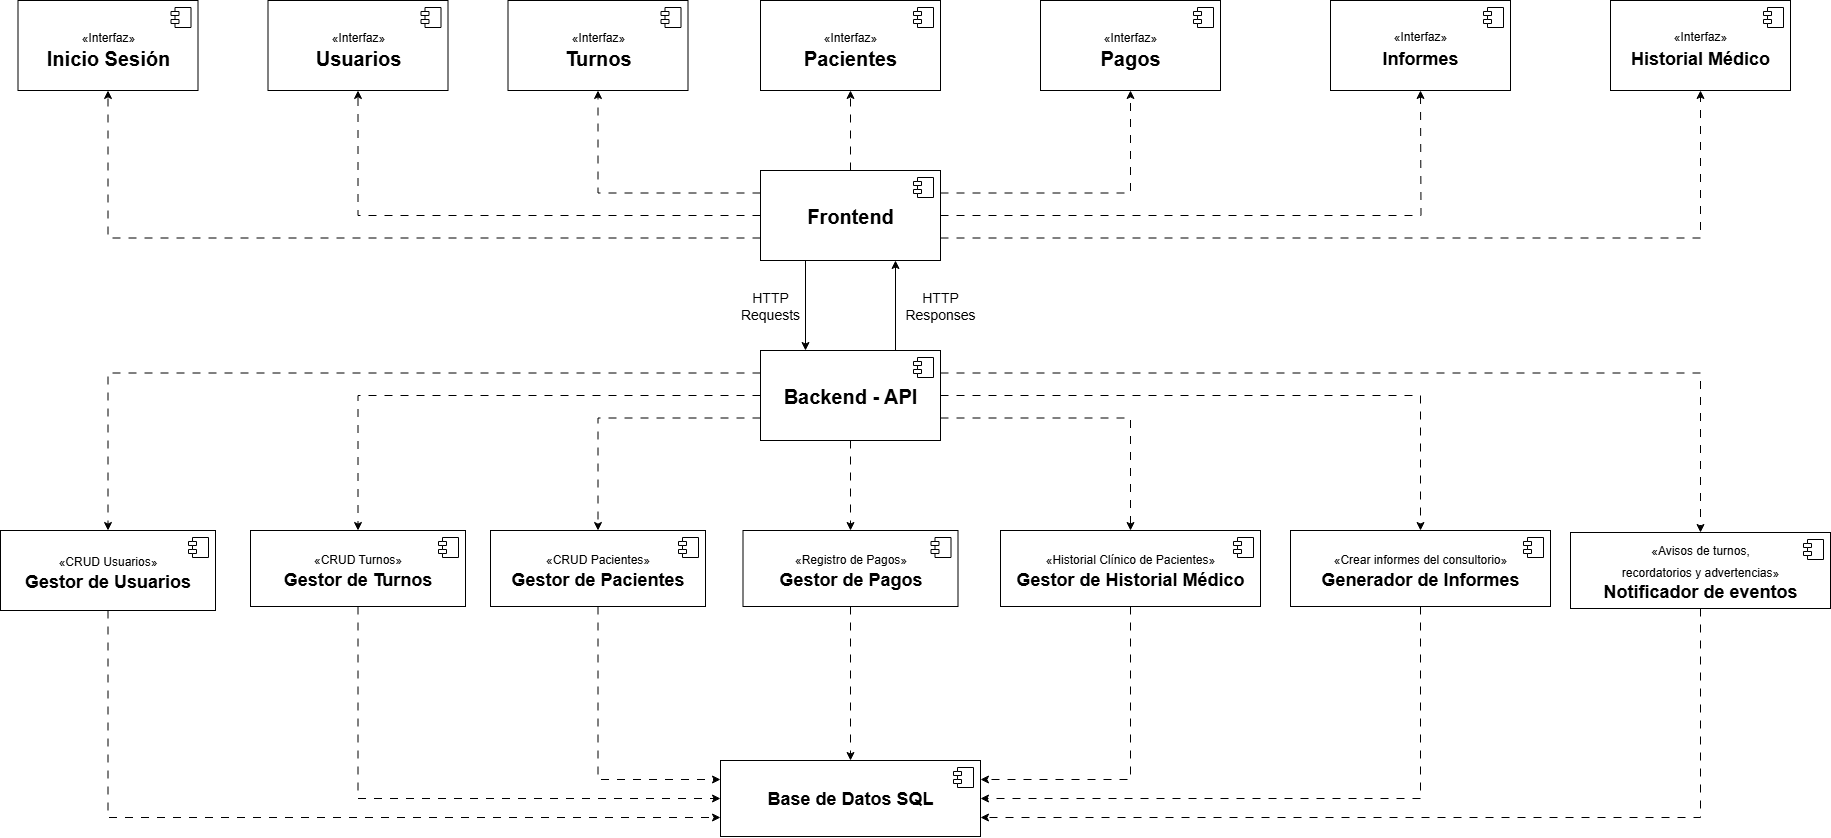 «Interfaz»
Inicio Sesión
«Interfaz»
Usuarios
«Interfaz»
Turnos
«Interfaz»
Pacientes
«Interfaz»
Pagos
«Interfaz»
Informes
«Interfaz»
Historial Médico
Frontend
HTTP
Requests
HTTP
Responses
Backend - API
«CRUD Usuarios»
Gestor de Usuarios
«CRUD Turnos»
Gestor de Turnos
«CRUD Pacientes»
Gestor de Pacientes
«Registro de Pagos»
Gestor de Pagos
«Historial Clínico de Pacientes»
Gestor de Historial Médico
«Crear informes del consultorio»
Generador de Informes
«Avisos de turnos,
recordatorios y advertencias»
Notificador de eventos
Base de Datos SQL